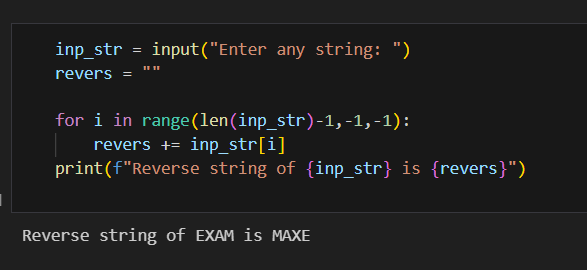 inp_str = input("Enter any string: ")
revers = ""
for i in range(len(inp_str)-1,-1,-1):
revers += inp_str[i]
print(f"Reverse string of {inp_str} is {revers}")
Reverse string of EXAM is MAXE